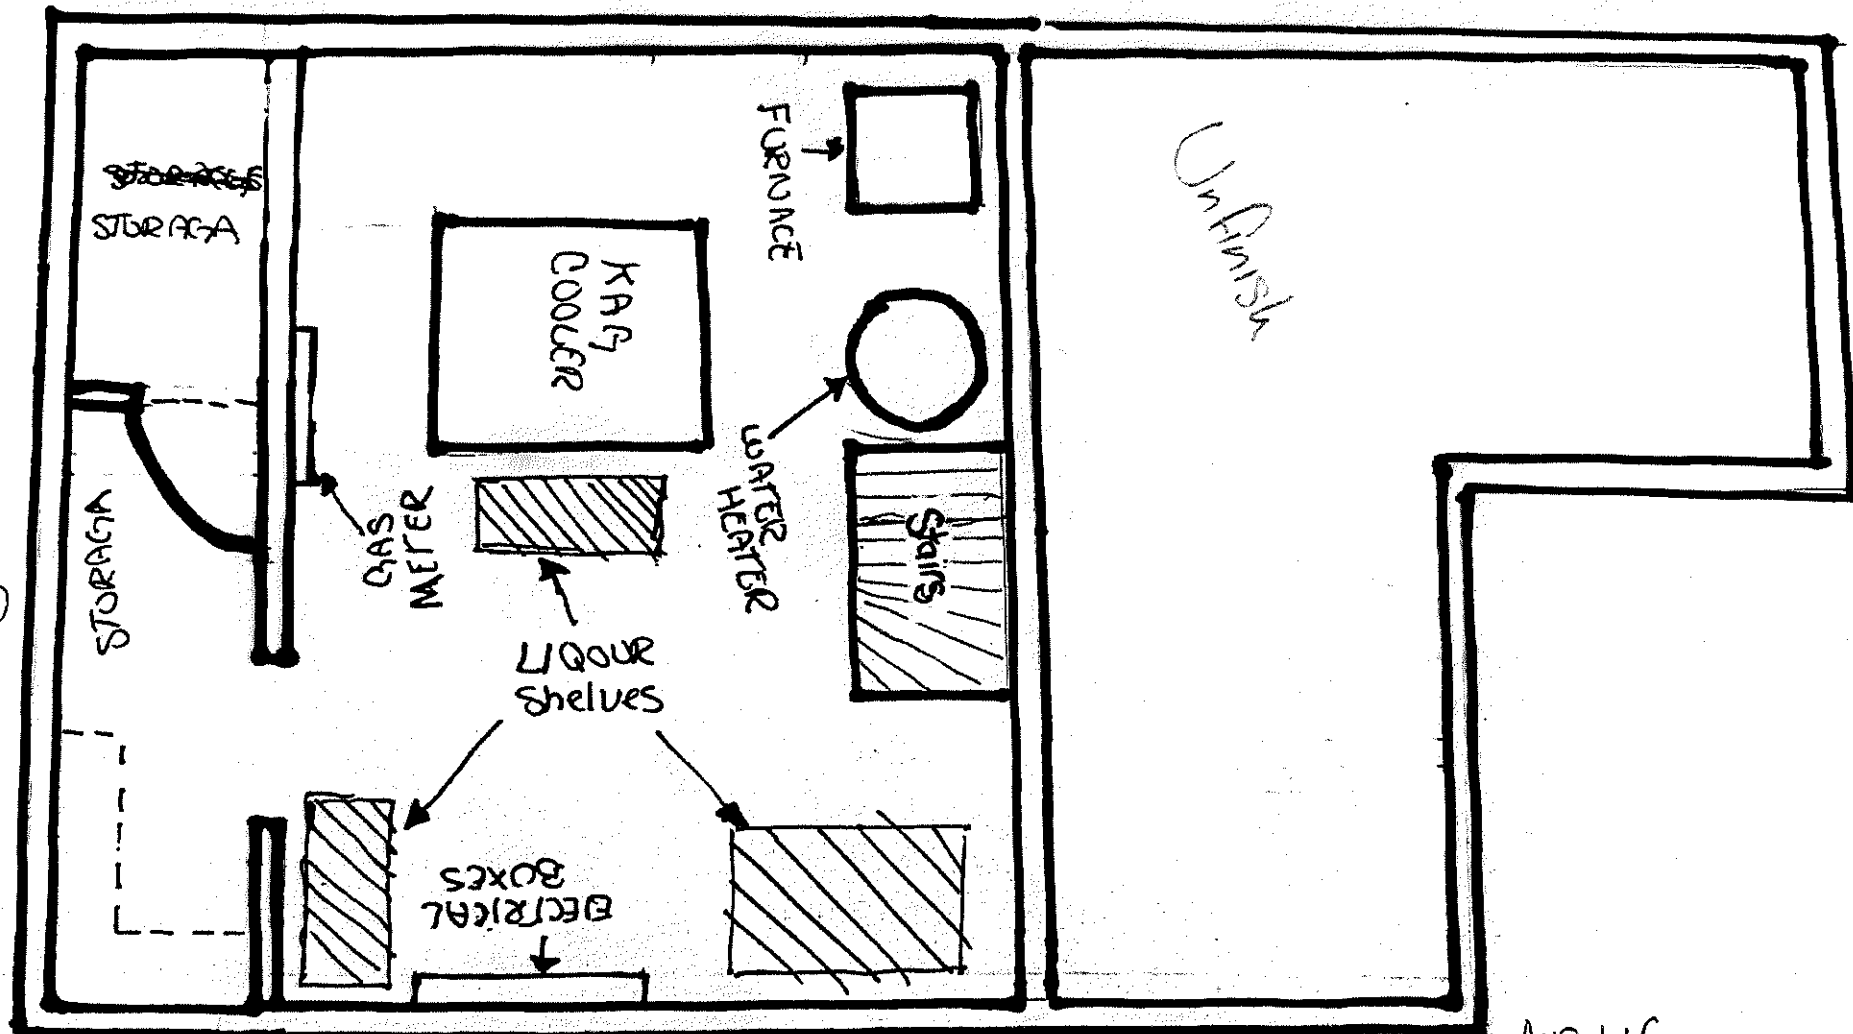 STORAGA
FURNACE
KAG
COOLER
WATER
HEATER
Stairs
Unfinish
GAS
METER
STORAGA
LIQOUR
Shelves
ELECTRICAL
BOXES